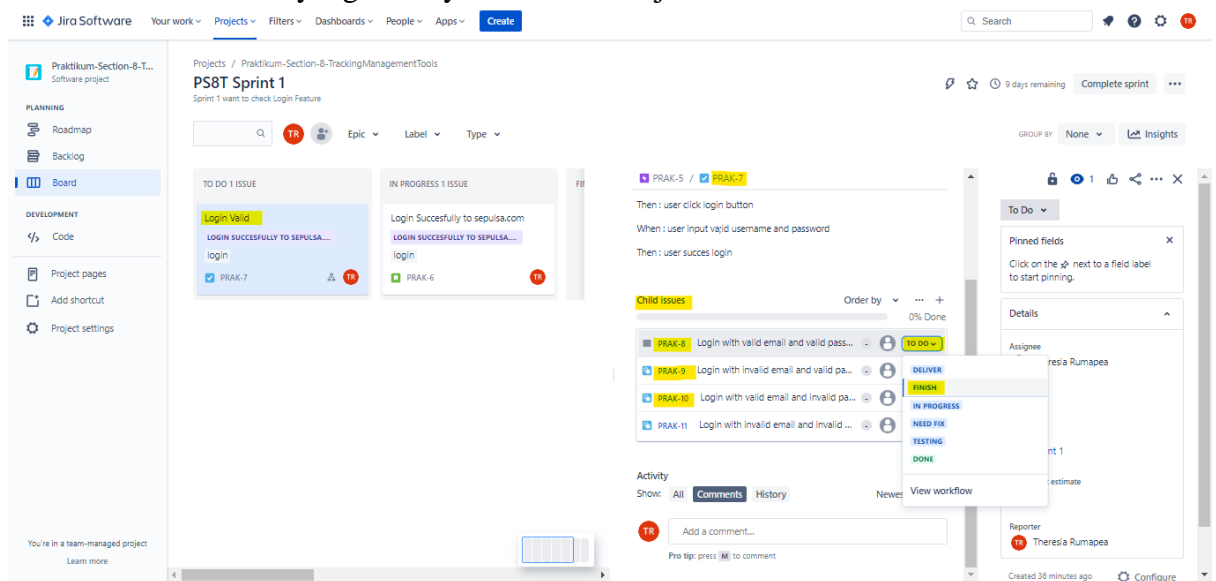 Jira Software Your work Projects Filters Dashboards People Apps Create Search TR
Praktikum-Section-8-T...
Software project
PLANNING
Roadmap
Backlog
Board
DEVELOPMENT
Code
Project pages
Add shortcut
Project settings
You're in a team-managed project
Learn more
Projects / Praktikum-Section-8-TrackingManagementTools
PS8T Sprint 1
Sprint 1 want to check Login Feature
9 days remaining Complete sprint
TR Epic Label Type
GROUP BY None Insights
TO DO 1 ISSUE
Login Valid
LOGIN SUCCESFULLY TO SEPULSA....
login
PRAK-7 TR
IN PROGRESS 1 ISSUE
Login Succesfully to sepulsa.com
LOGIN SUCCESFULLY TO SEPULSA....
login
PRAK-6 TR
PRAK-5 / PRAK-7
1
Then : user click login button
When : user input valid username and password
Then : user succes login
Child issues Order by
0% Done
PRAK-8 Login with valid email and valid pass... TO DO
PRAK-9 Login with invalid email and valid pa...
PRAK-10 Login with valid email and invalid pa...
PRAK-11 Login with invalid email and invalid ...
DELIVER
FINISH
IN PROGRESS
NEED FIX
TESTING
DONE
View workflow
Activity
Show: All Comments History
TR Add a comment...
Pro tip: press M to comment
To Do
Pinned fields
Click on the next to a field label
to start pinning.
Details
Assignee
Rumapea
estimate
Reporter
TR Theresia Rumapea
Created 36 minutes ago Configure